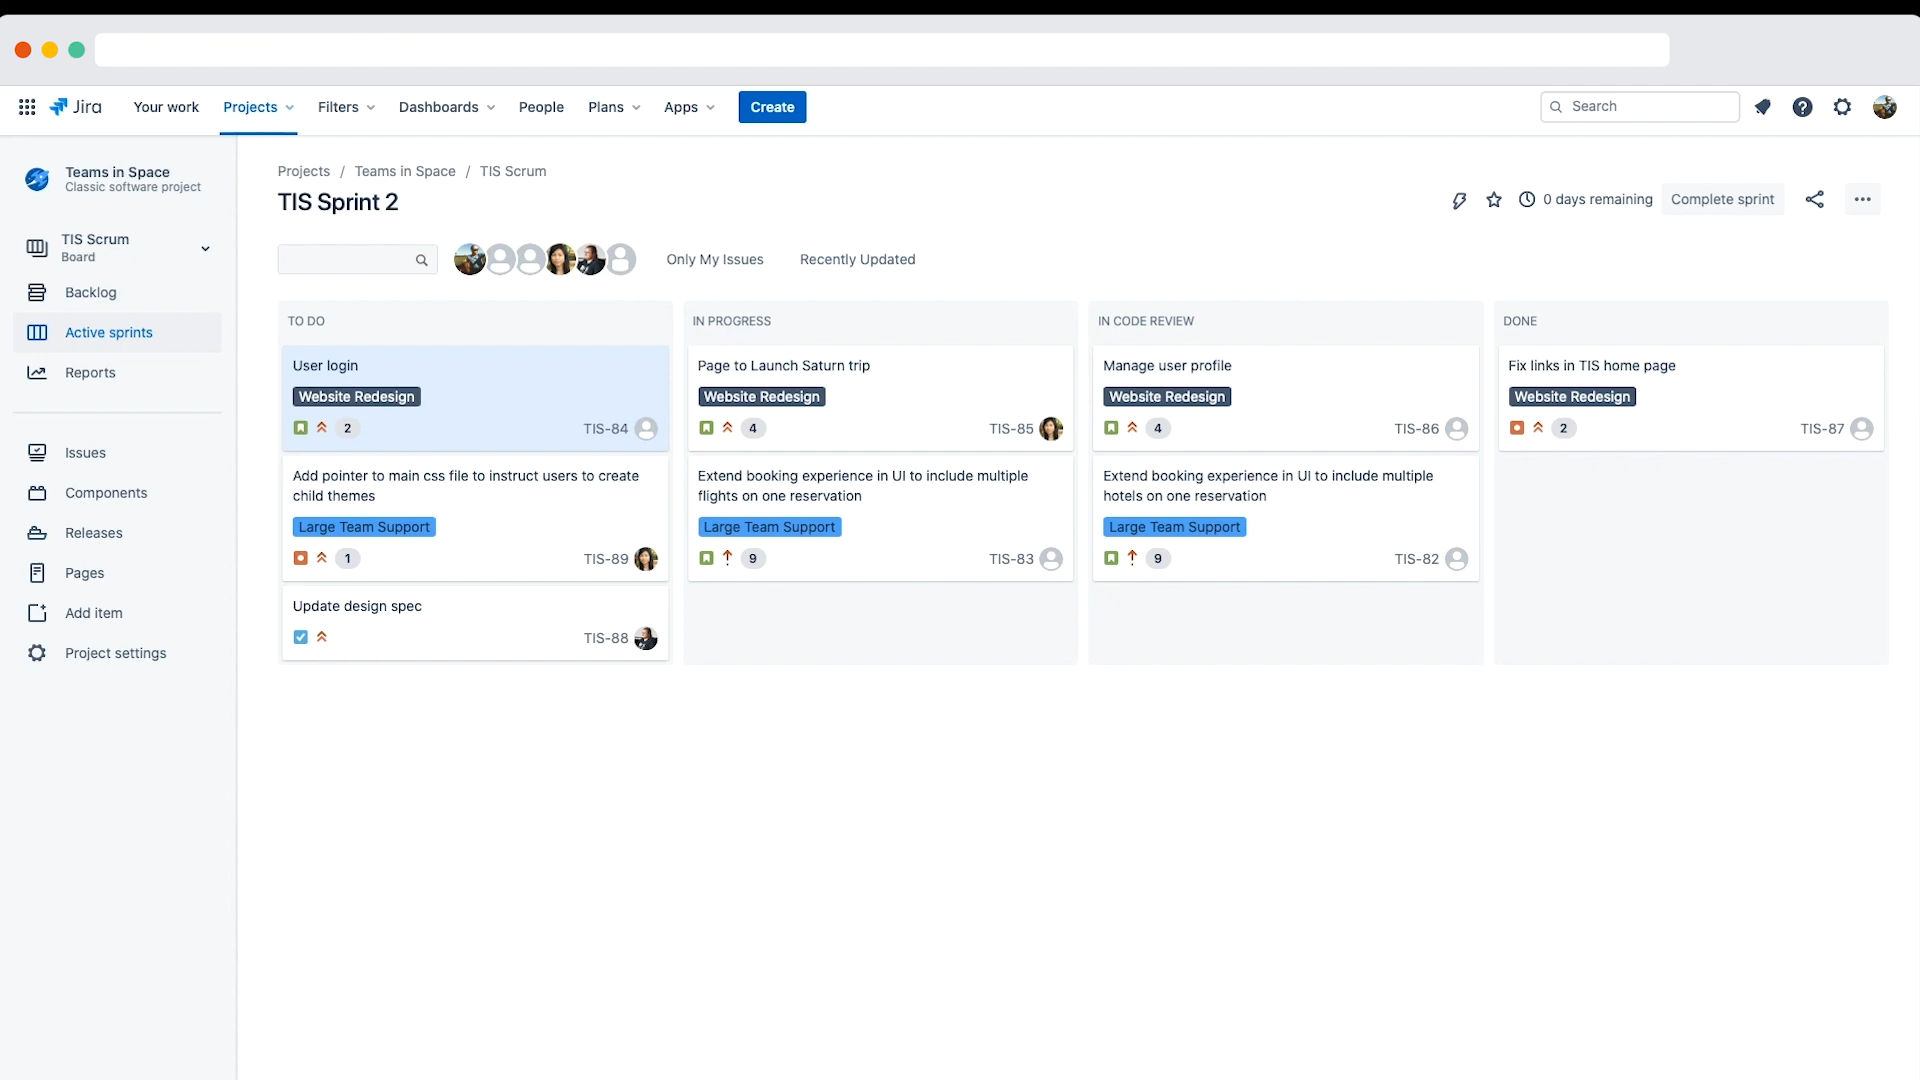 Jira
Your work
Projects
Filters
Dashboards
People
Plans
Apps
Create
Search
Teams in Space
Classic software project
TIS Scrum
Board
Backlog
Active sprints
Reports
Issues
Components
Releases
Pages
Add item
Project settings
Projects / Teams in Space / TIS Scrum
TIS Sprint 2
0 days remaining
Complete sprint
Only My Issues
Recently Updated
TO DO
User login
Website Redesign
2
TIS-84
Add pointer to main css file to instruct users to create
child themes
Large Team Support
1
TIS-89
Update design spec
TIS-88
IN PROGRESS
Page to Launch Saturn trip
Website Redesign
4
TIS-85
Extend booking experience in UI to include multiple
flights on one reservation
Large Team Support
9
TIS-83
IN CODE REVIEW
Manage user profile
Website Redesign
4
TIS-86
Extend booking experience in UI to include multiple
hotels on one reservation
Large Team Support
9
TIS-82
DONE
Fix links in TIS home page
Website Redesign
2
TIS-87